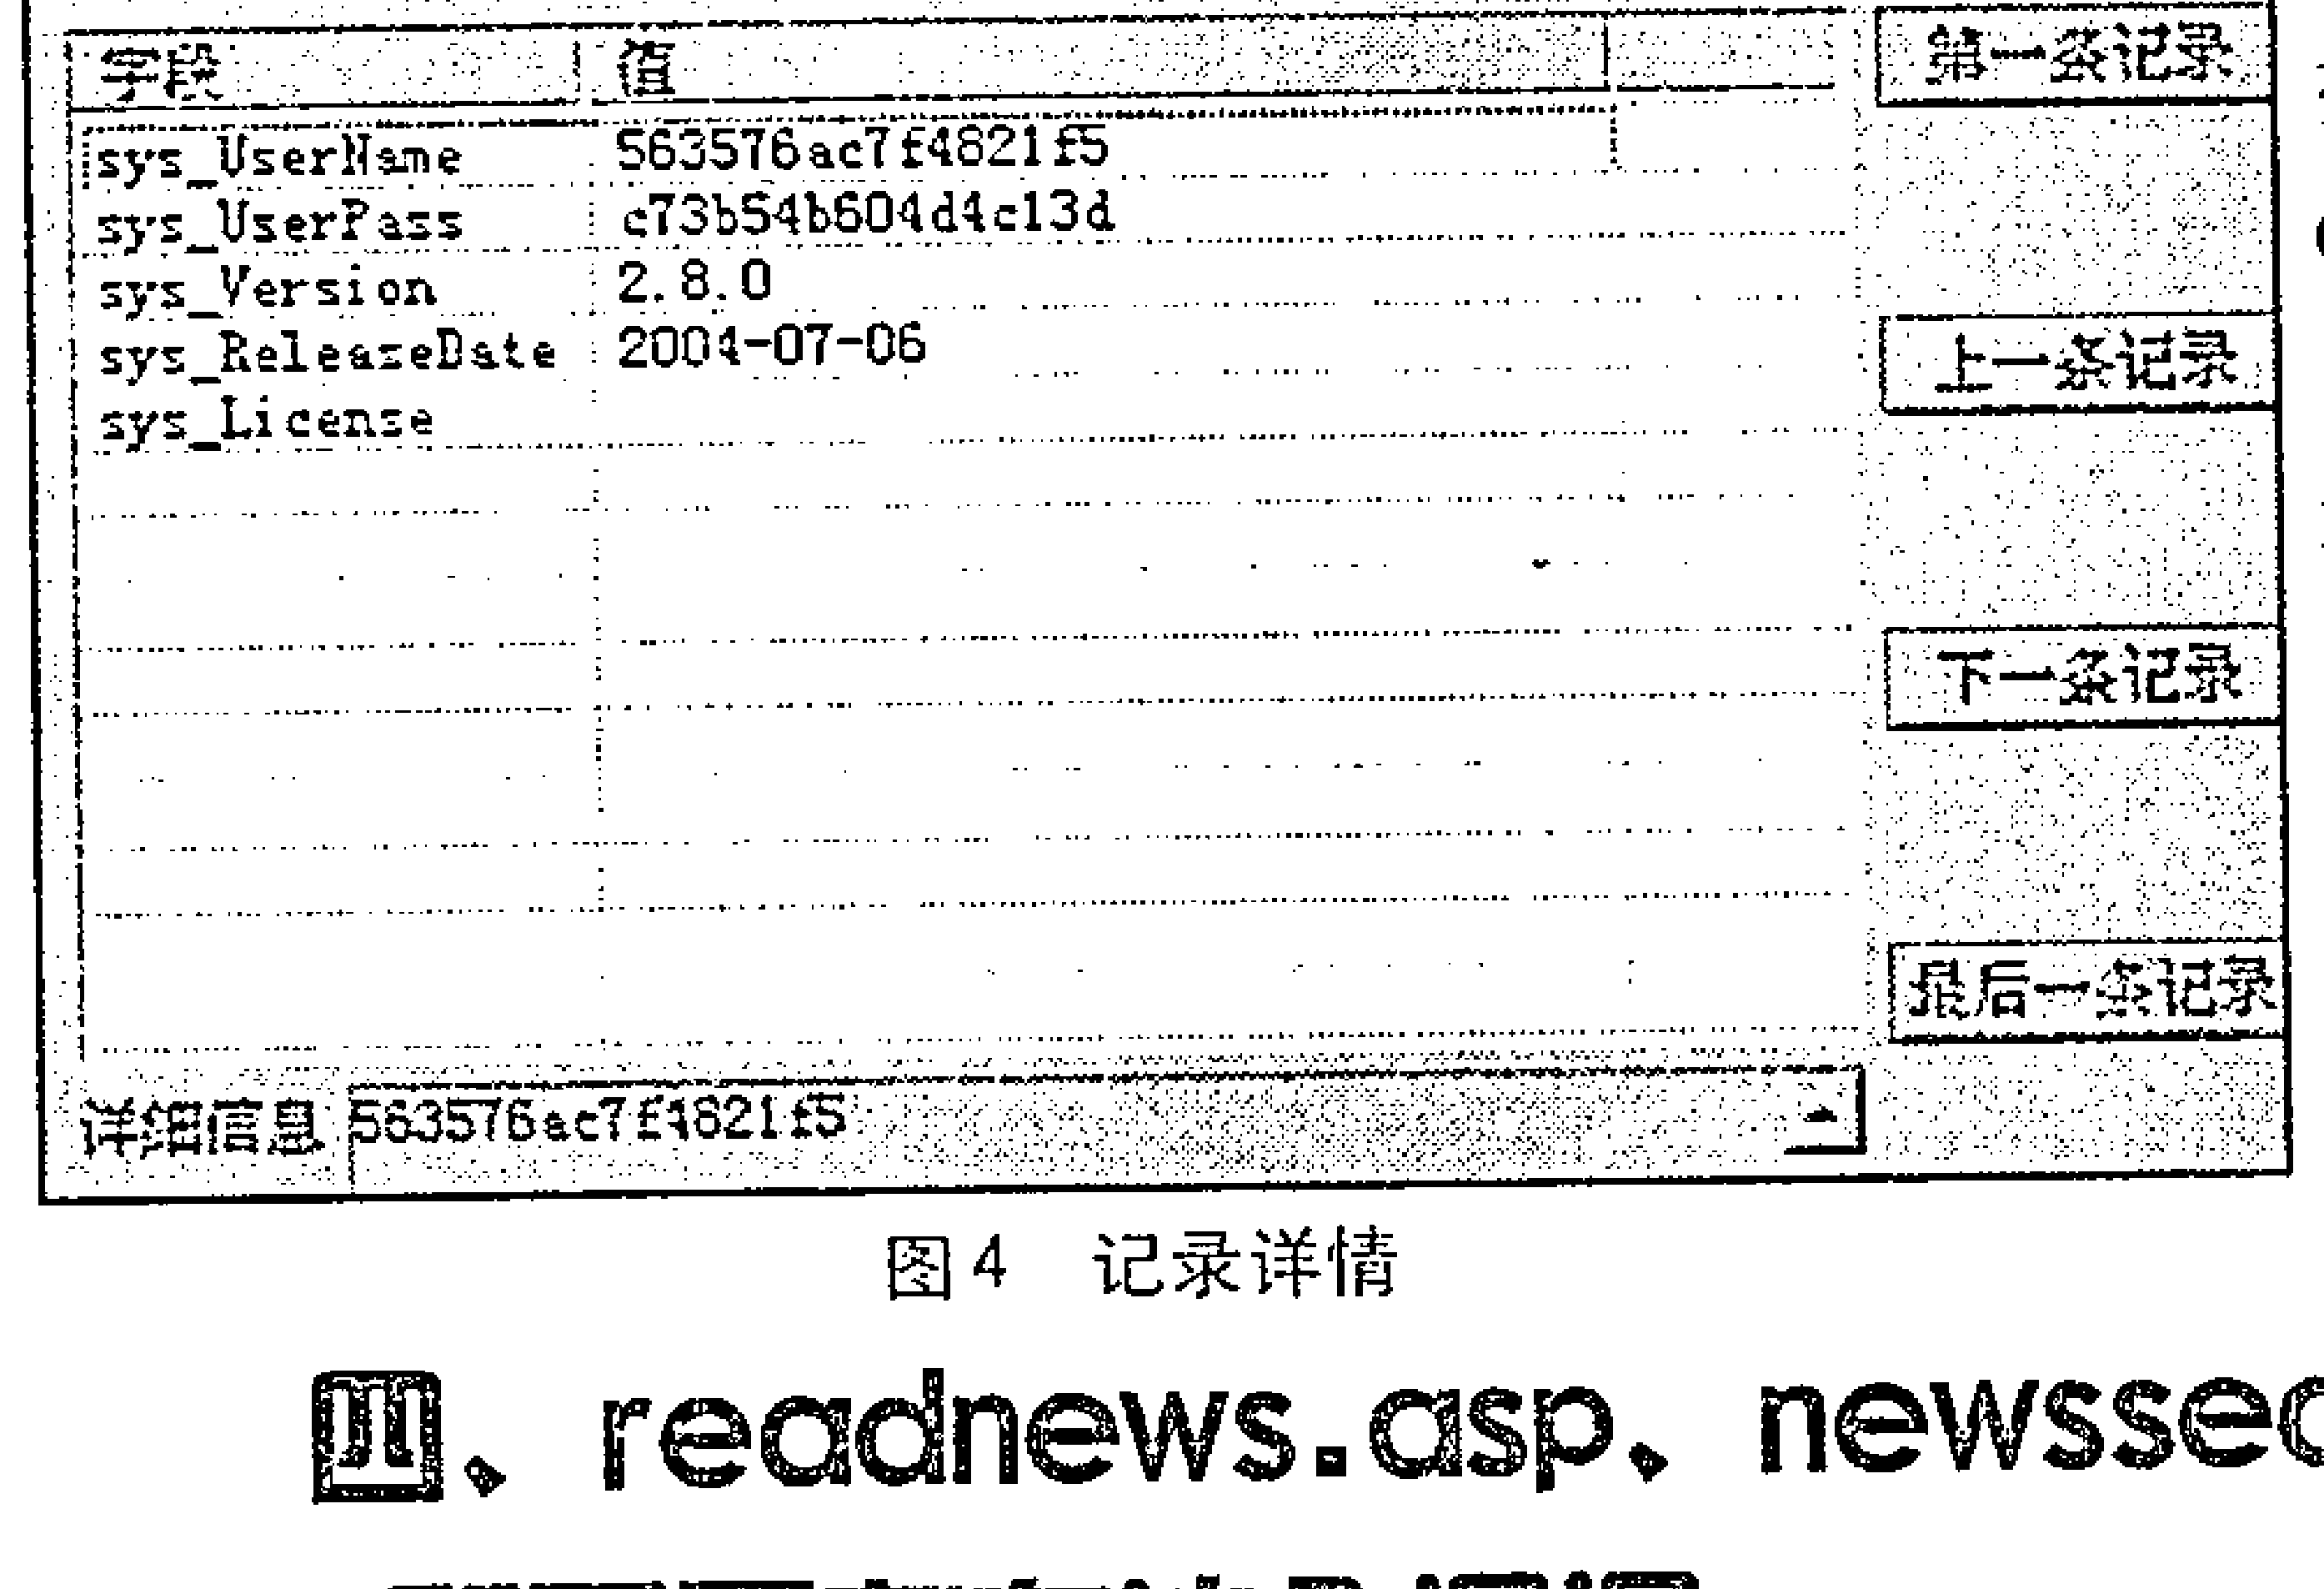 字段 值 第一条记录
sys_UserName 563576ac7f4821f5
sys_UserPass c73b54b604d4c13d
sys_Version 2.8.0
sys_ReleaseDate 2004-07-06 上一条记录
sys_License
下一条记录
最后一条记录
详细信息 563576ac7f4821f5
图4 记录详情
四、readnews.asp、newssea